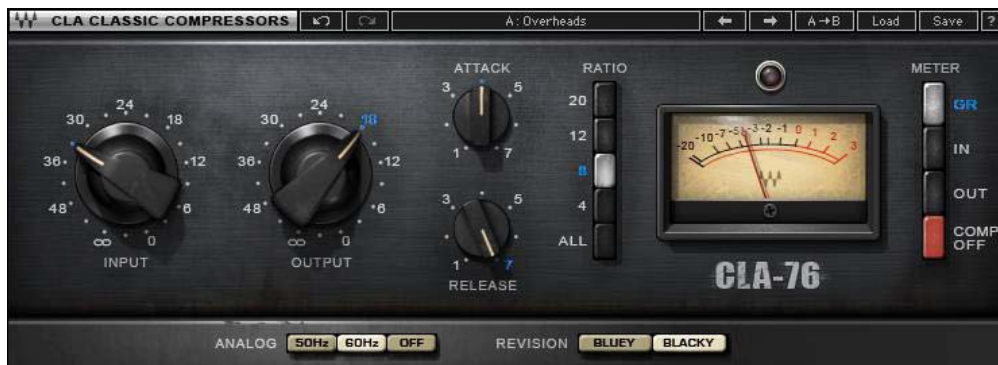 CLA CLASSIC COMPRESSORS
A: Overheads
A→B
Load
Save
?
ATTACK
3 5
1 7
RATIO
20
12
8
4
ALL
METER
GR
IN
OUT
COMP
OFF
24
30 18
36 12
48 6
∞ 0
INPUT
24
30 18
36 12
48 6
∞ 0
OUTPUT
3 5
1 7
RELEASE
-20 -10 -7 -5 -3 -2 -1 0 1 2 3
CLA-76
ANALOG 50Hz 60Hz OFF
REVISION BLUEY BLACKY